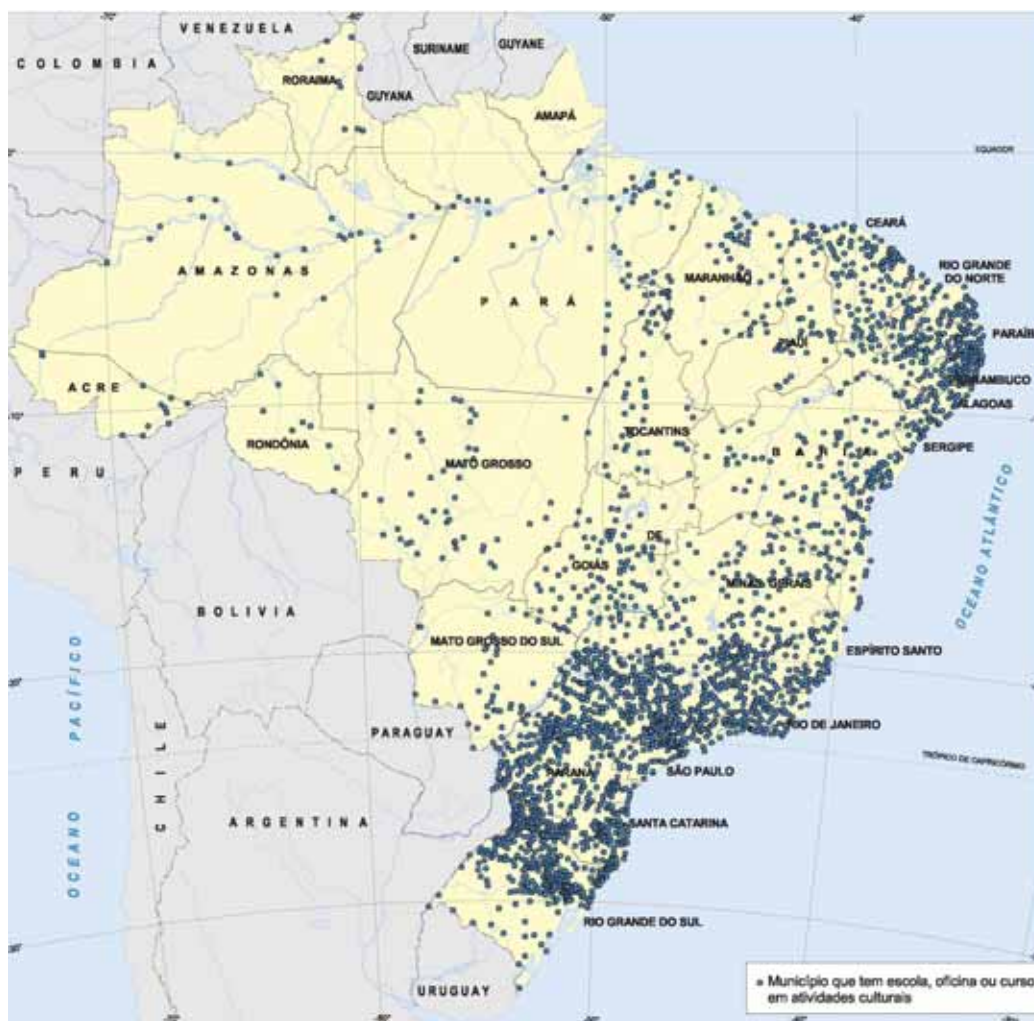 -70°
VENEZUELA
SURINAME
GUYANE
COLOMBIA
RORAIMA
GUYANA
AMAPÁ
EQUADOR
CEARÁ
RIO GRANDE
DO NORTE
AMAZONAS
MARANHÃO
PARÁ
PARAÍB
PIAUÍ
ACRE
ALAGOAS
TOCANTINS
RONDÔNIA
BAHIA
SERGIPE
MATO GROSSO
PERU
OCEANO ATLÂNTICO
DE
GOIÁS
MINAS GERAIS
BOLIVIA
MATO GROSSO DO SUL
ESPÍRITO SANTO
OCEANO PACÍFICO
RIO DE JANEIRO
PARAGUAY
TRÓPICO DE CAPRICÓRNIO
CHILE
PARANÁ
SÃO PAULO
ARGENTINA
SANTA CATARINA
RIO GRANDE DO SUL
URUGUAY
Município que tem escola, oficina ou curso
em atividades culturais